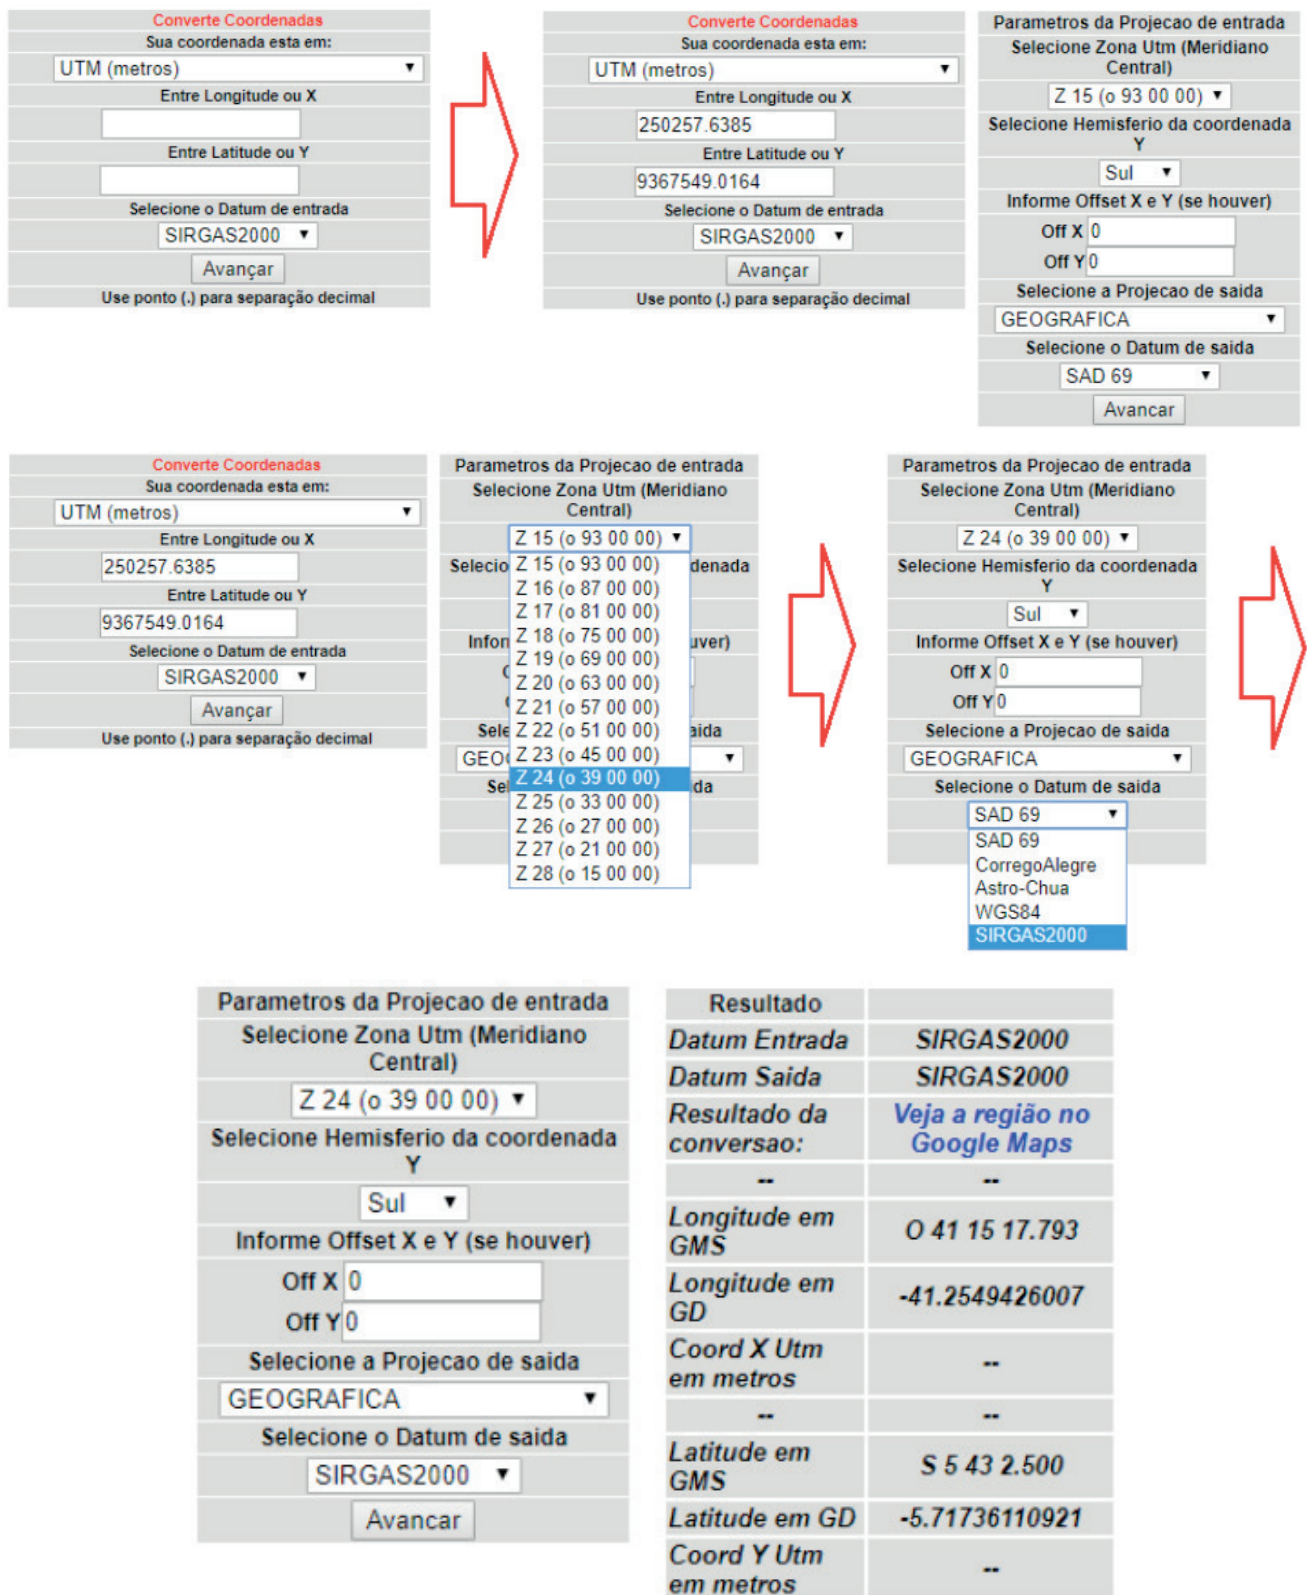 Converte Coordenadas
Sua coordenada esta em:
UTM (metros)
Entre Longitude ou X
Entre Latitude ou Y
Selecione o Datum de entrada
SIRGAS2000
Avançar
Use ponto (.) para separação decimal
Converte Coordenadas
Sua coordenada esta em:
UTM (metros)
Entre Longitude ou X
250257.6385
Entre Latitude ou Y
9367549.0164
Selecione o Datum de entrada
SIRGAS2000
Avançar
Use ponto (.) para separação decimal
Parametros da Projecao de entrada
Selecione Zona Utm (Meridiano
Central)
Z 15 (o 93 00 00)
Selecione Hemisferio da coordenada
Y
Sul
Informe Offset X e Y (se houver)
Off X 0
Off Y 0
Selecione a Projecao de saida
GEOGRAFICA
Selecione o Datum de saida
SAD 69
Avancar
Converte Coordenadas
Sua coordenada esta em:
UTM (metros)
Entre Longitude ou X
250257.6385
Entre Latitude ou Y
9367549.0164
Selecione o Datum de entrada
SIRGAS2000
Avançar
Use ponto (.) para separação decimal
Parametros da Projecao de entrada
Selecione Zona Utm (Meridiano
Central)
Z 15 (o 93 00 00)
Selecio Z 15 (o 93 00 00) denada
Z 16 (o 87 00 00)
Z 17 (o 81 00 00)
Infon Z 18 (o 75 00 00) uver)
Z 19 (o 69 00 00)
Z 20 (o 63 00 00)
Z 21 (o 57 00 00)
Sele Z 22 (o 51 00 00) aida
GEO Z 23 (o 45 00 00)
Sel Z 24 (o 39 00 00) da
Z 25 (o 33 00 00)
Z 26 (o 27 00 00)
Z 27 (o 21 00 00)
Z 28 (o 15 00 00)
Parametros da Projecao de entrada
Selecione Zona Utm (Meridiano
Central)
Z 24 (o 39 00 00)
Selecione Hemisferio da coordenada
Y
Sul
Informe Offset X e Y (se houver)
Off X 0
Off Y 0
Selecione a Projecao de saida
GEOGRAFICA
Selecione o Datum de saida
SAD 69
SAD 69
CorregoAlegre
Astro-Chua
WGS84
SIRGAS2000
Parametros da Projecao de entrada
Selecione Zona Utm (Meridiano
Central)
Z 24 (o 39 00 00)
Selecione Hemisferio da coordenada
Y
Sul
Informe Offset X e Y (se houver)
Off X 0
Off Y 0
Selecione a Projecao de saida
GEOGRAFICA
Selecione o Datum de saida
SIRGAS2000
Avancar
Resultado
Datum Entrada SIRGAS2000
Datum Saida SIRGAS2000
Resultado da Veja a região no
conversao: Google Maps
-- --
Longitude em
GMS O 41 15 17.793
Longitude em
GD -41.2549426007
Coord X Utm
em metros --
-- --
Latitude em
GMS S 5 43 2.500
Latitude em GD -5.71736110921
Coord Y Utm
em metros --